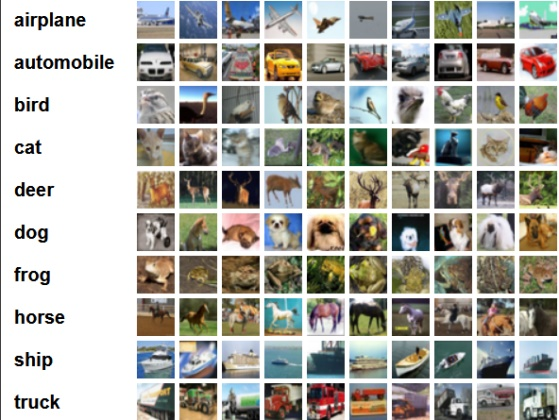 airplane
automobile
bird
cat
deer
dog
frog
horse
ship
truck